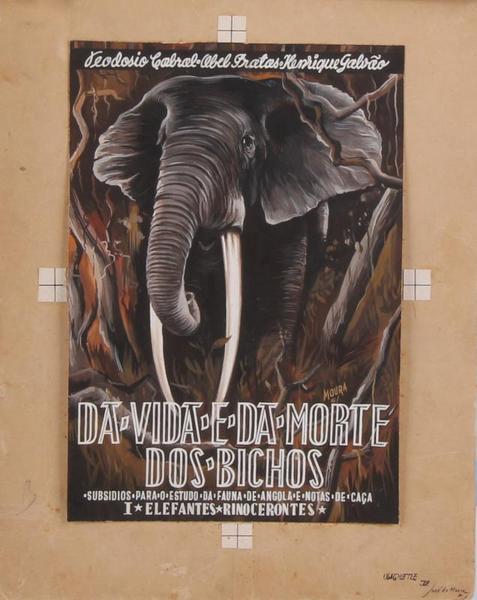 Teodosio Cabral · Abel Pratas · Henrique Galvão
MOURA
DA · VIDA · E · DA · MORTE
DOS · BICHOS
· SUBSIDIOS · PARA · O · ESTUDO · DA · FAUNA · DE · ANGOLA · E · NOTAS · DE · CAÇA
I ★ ELEFANTES ★ RINOCERONTES ★